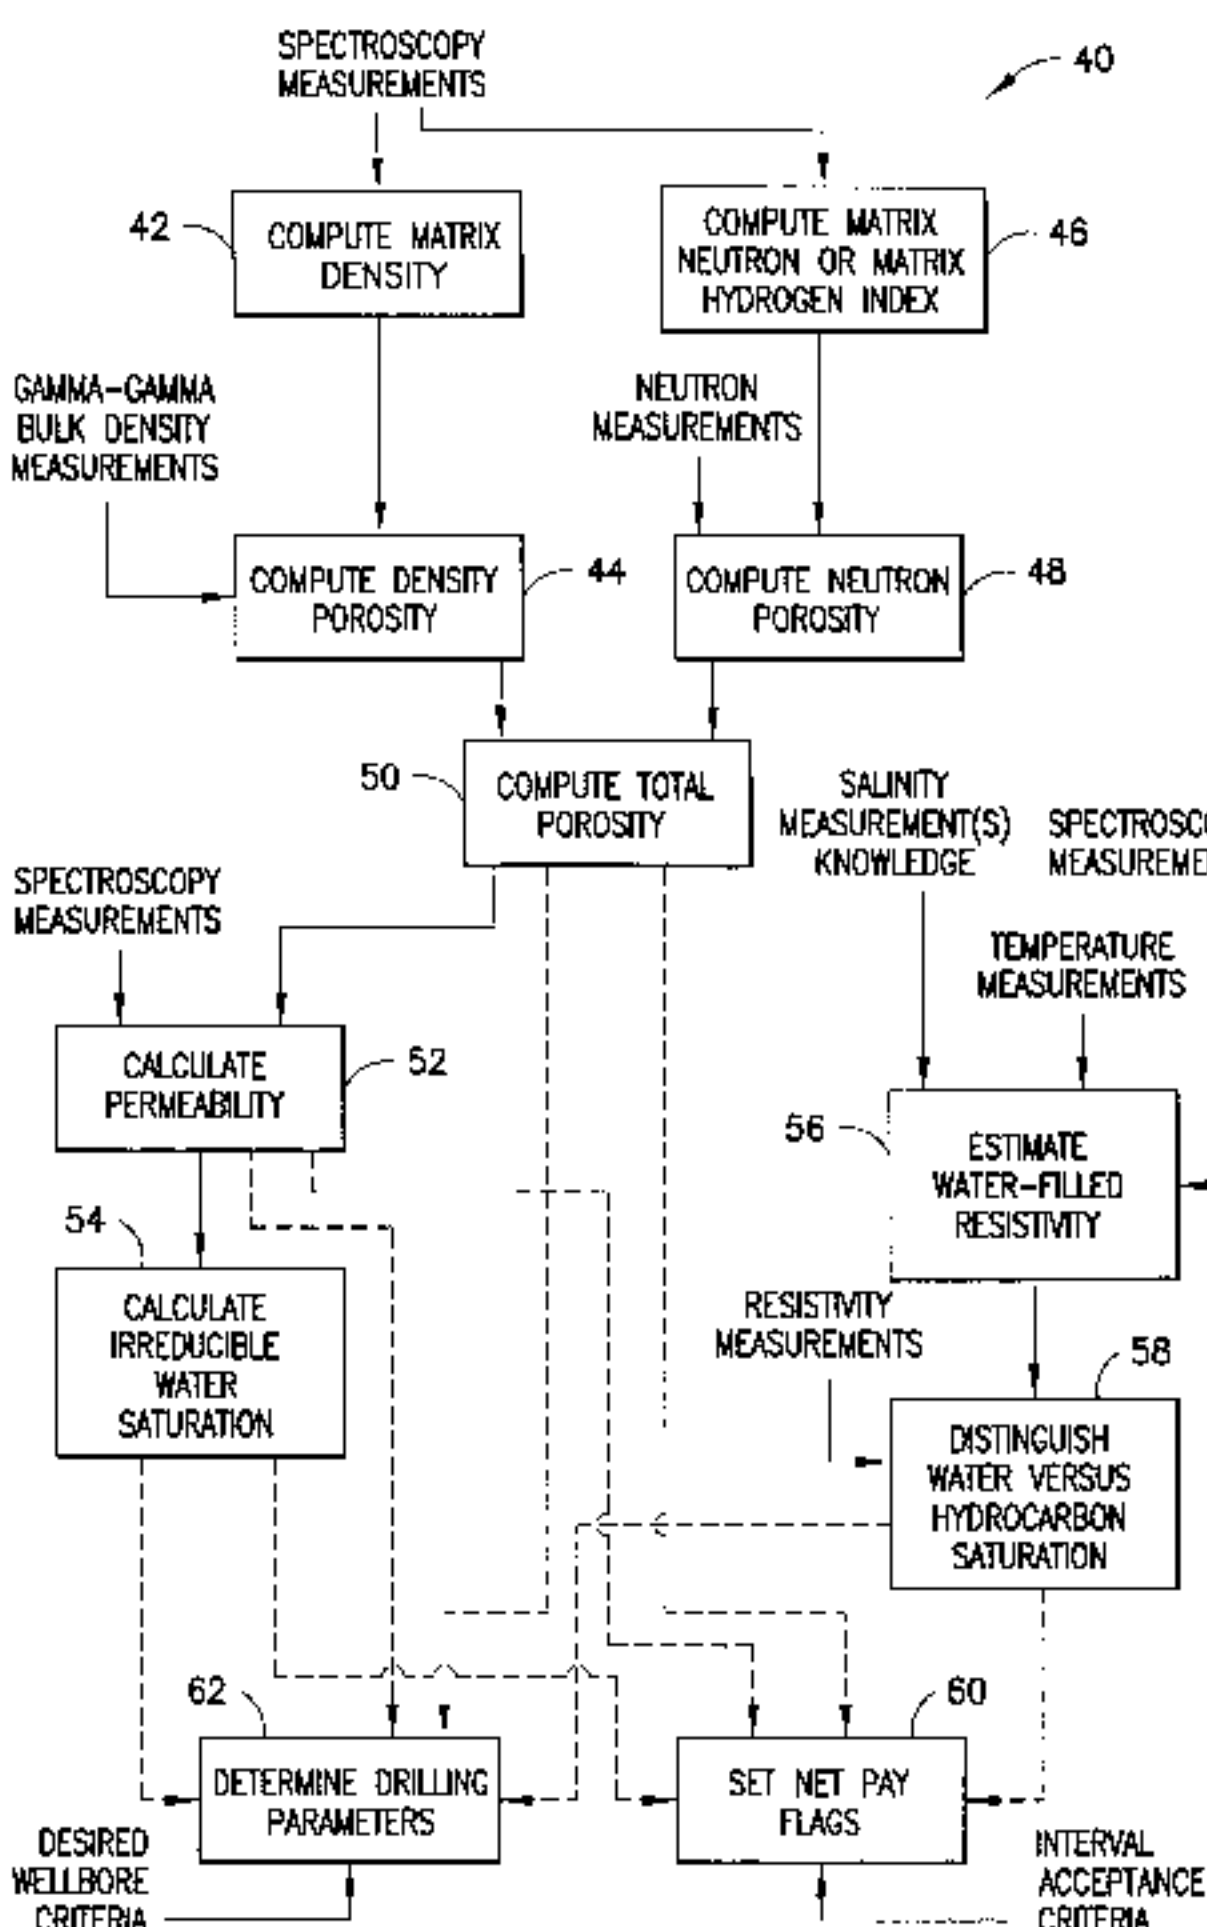 SPECTROSCOPY
MEASUREMENTS
40
42
COMPUTE MATRIX
DENSITY
COMPUTE MATRIX
NEUTRON OR MATRIX
HYDROGEN INDEX
46
GAMMA-GAMMA
BULK DENSITY
MEASUREMENTS
NEUTRON
MEASUREMENTS
COMPUTE DENSITY
POROSITY
44
COMPUTE NEUTRON
POROSITY
48
50
COMPUTE TOTAL
POROSITY
SALINITY
MEASUREMENT(S)
KNOWLEDGE
SPECTROSCO
MEASUREME
SPECTROSCOPY
MEASUREMENTS
TEMPERATURE
MEASUREMENTS
CALCULATE
PERMEABILITY
52
56
ESTIMATE
WATER-FILLED
RESISTIVITY
54
CALCULATE
IRREDUCIBLE
WATER
SATURATION
RESISTIVITY
MEASUREMENTS
58
DISTINGUISH
WATER VERSUS
HYDROCARBON
SATURATION
62
DETERMINE DRILLING
PARAMETERS
60
SET NET PAY
FLAGS
DESIRED
WELLBORE
CRITERIA
INTERVAL
ACCEPTANCE
CRITERIA